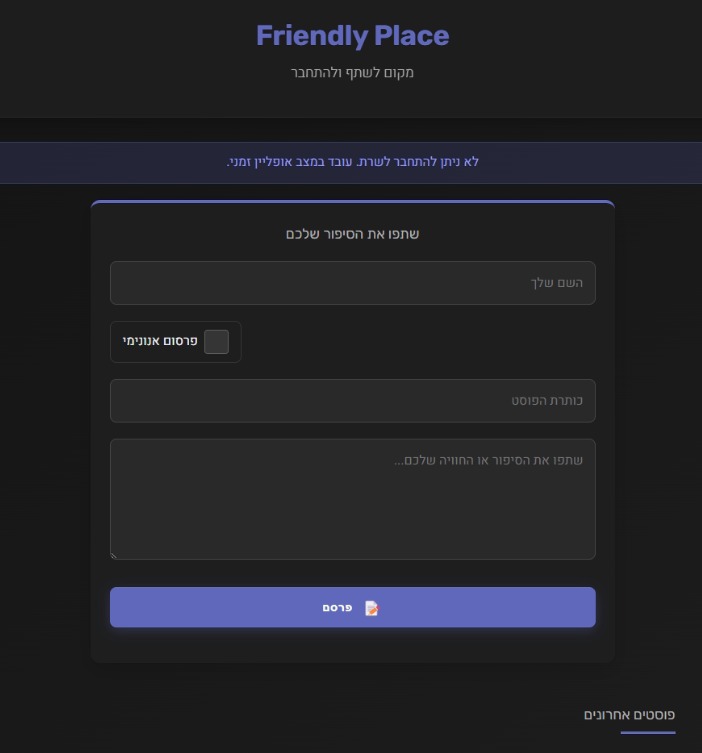 Friendly Place
מקום לשתף ולהתחבר
לא ניתן להתחבר לשרת. עובד במצב אופליין זמני.
שתפו את הסיפור שלכם
השם שלך
פרסום אנונימי
כותרת הפוסט
שתפו את הסיפור או החוויה שלכם...
פרסם
פוסטים אחרונים